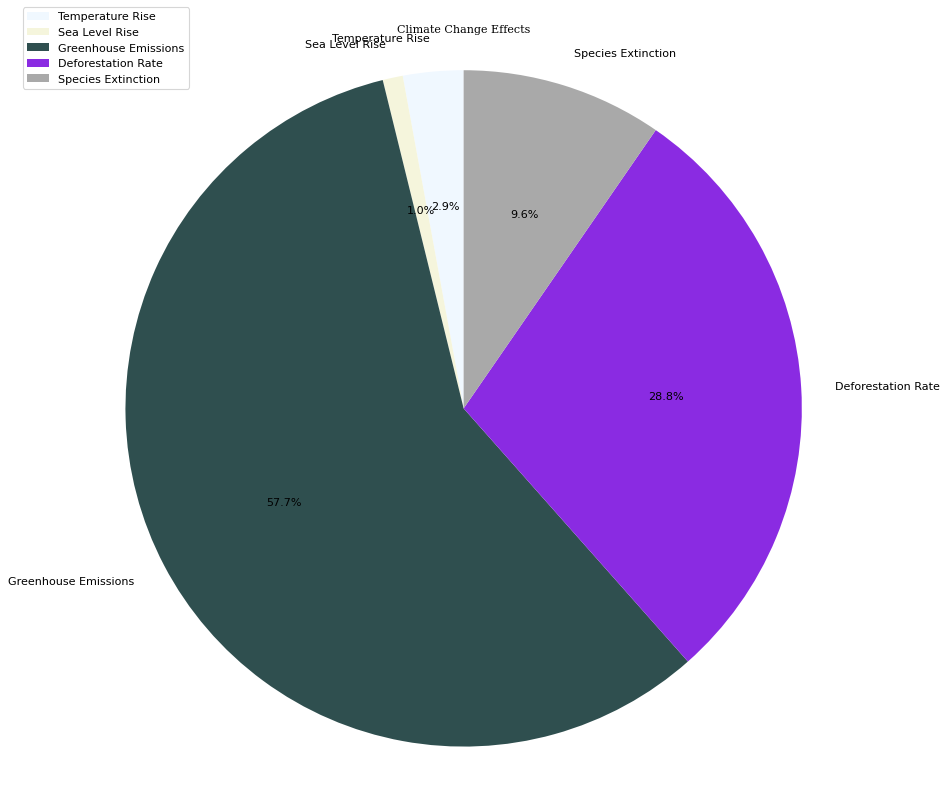 Temperature Rise
Sea Level Rise
Greenhouse Emissions
Deforestation Rate
Species Extinction
Climate Change Effects
Temperature Rise
Sea Level Rise
Species Extinction
1.0%
2.9%
9.6%
Deforestation Rate
28.8%
57.7%
Greenhouse Emissions